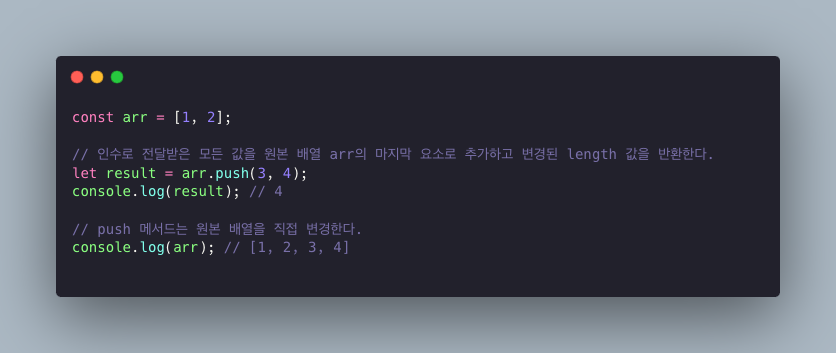 const arr = [1, 2];
// 인수로 전달받은 모든 값을 원본 배열 arr의 마지막 요소로 추가하고 변경된 length 값을 반환한다.
let result = arr.push(3, 4);
console.log(result); // 4
// push 메서드는 원본 배열을 직접 변경한다.
console.log(arr); // [1, 2, 3, 4]